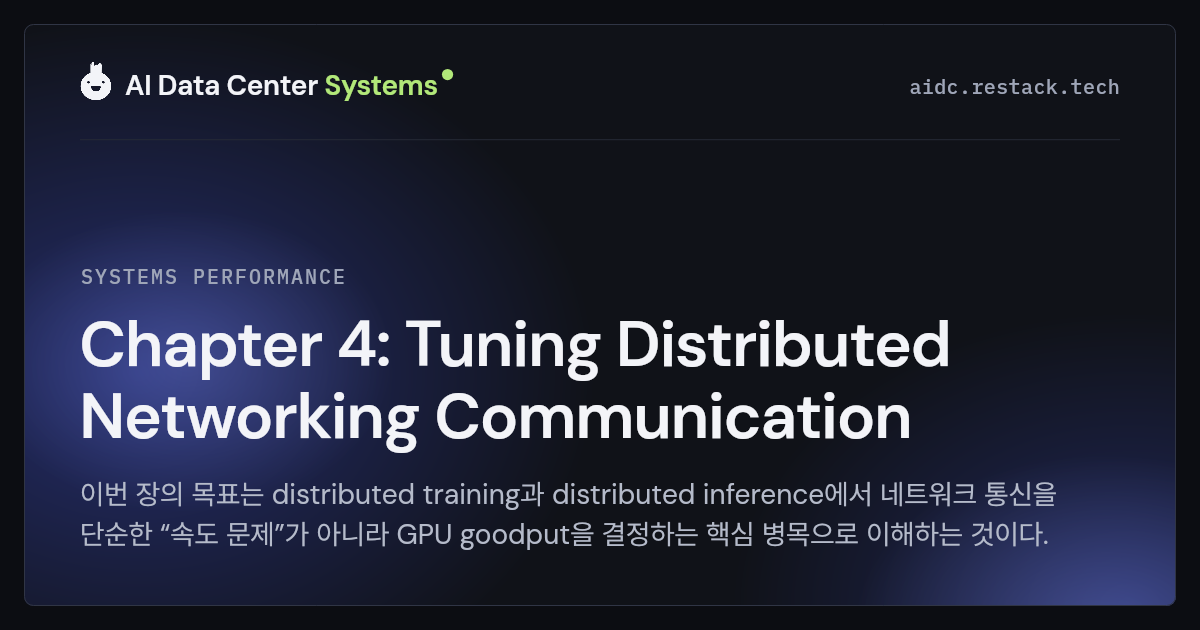 AI Data Center Systems
aidc.restack.tech
SYSTEMS PERFORMANCE
Chapter 4: Tuning Distributed
Networking Communication
이번 장의 목표는 distributed training과 distributed inference에서 네트워크 통신을
단순한 “속도 문제”가 아니라 GPU goodput을 결정하는 핵심 병목으로 이해하는 것이다.